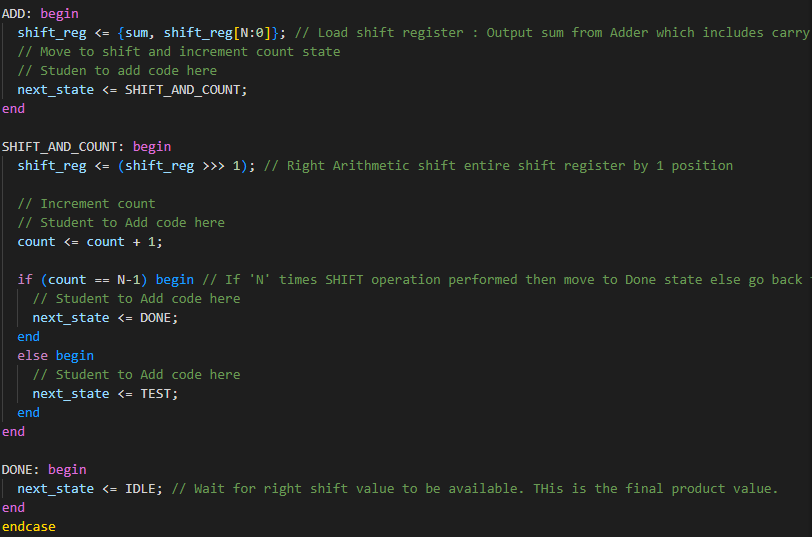 ADD: begin
shift_reg <= {sum, shift_reg[N:0]}; // Load shift register : Output sum from Adder which includes carry
// Move to shift and increment count state
// Studen to add code here
next_state <= SHIFT_AND_COUNT;
end
SHIFT_AND_COUNT: begin
shift_reg <= (shift_reg >>> 1); // Right Arithmetic shift entire shift register by 1 position
// Increment count
// Student to Add code here
count <= count + 1;
if (count == N-1) begin // If 'N' times SHIFT operation performed then move to Done state else go back
// Student to Add code here
next_state <= DONE;
end
else begin
// Student to Add code here
next_state <= TEST;
end
end
DONE: begin
next_state <= IDLE; // Wait for right shift value to be available. THis is the final product value.
end
endcase